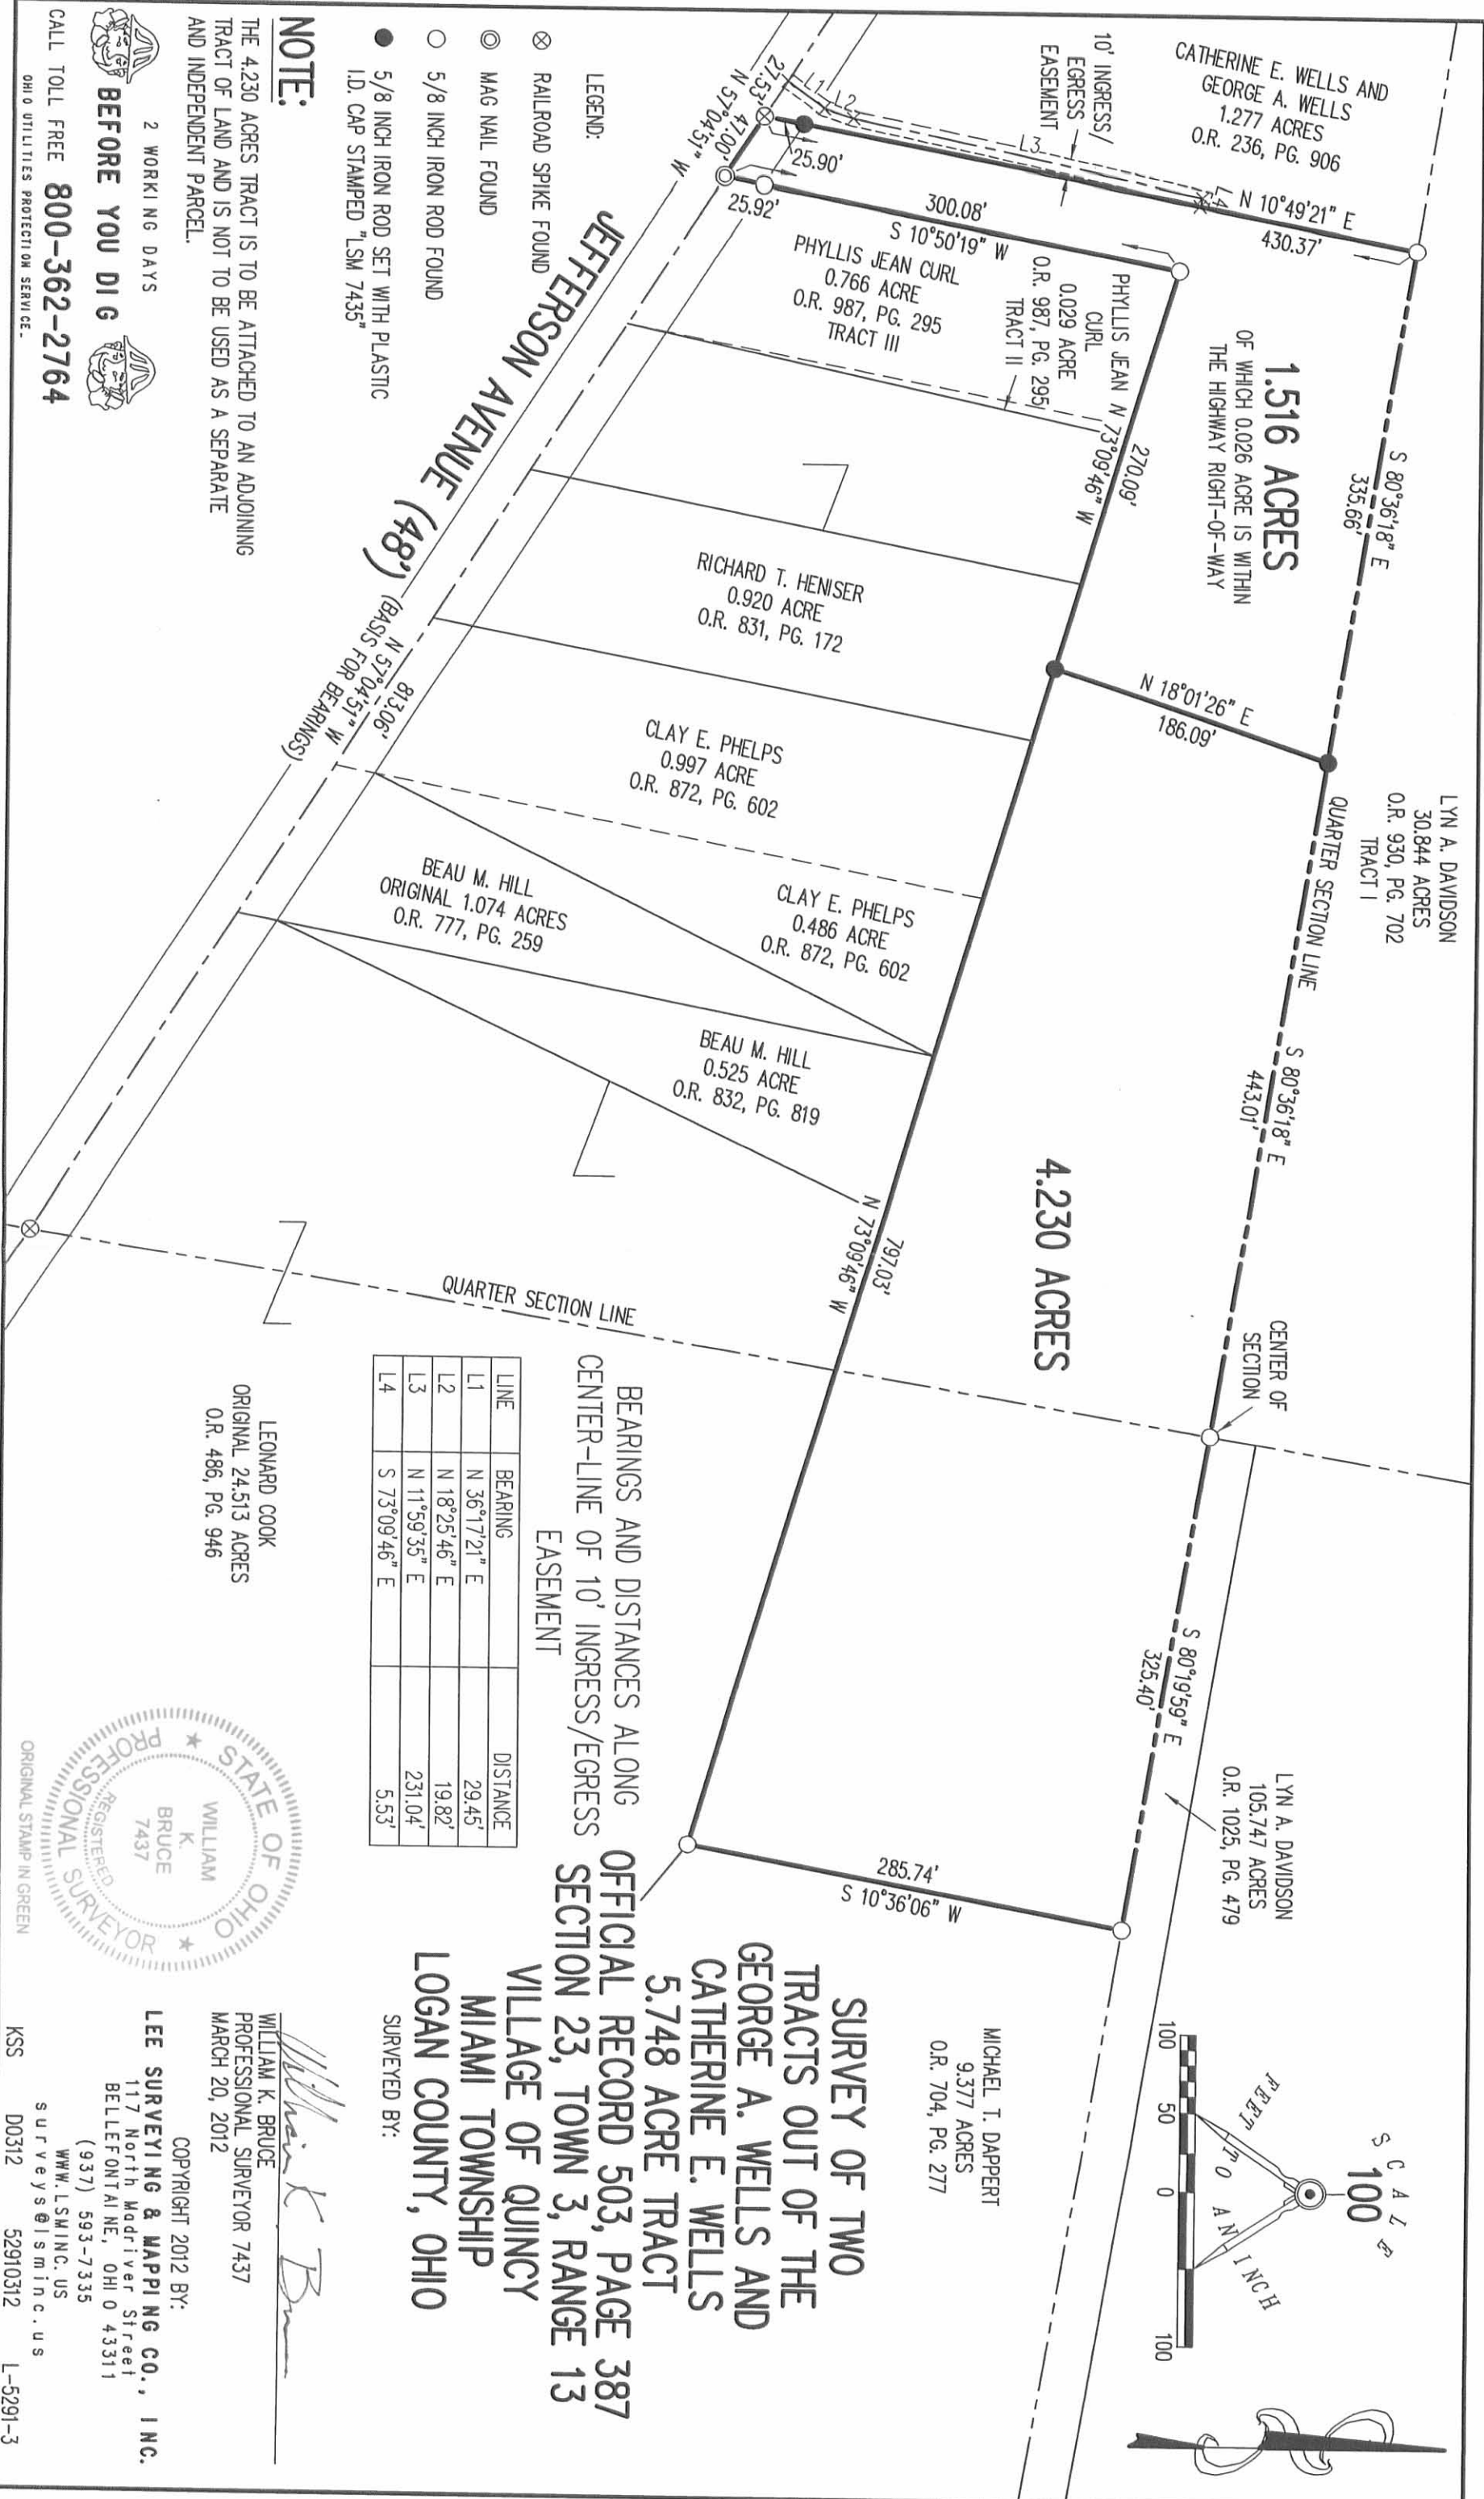 CATHERINE E. WELLS AND
GEORGE A. WELLS
1.277 ACRES
O.R. 236, PG. 906
10' INGRESS/
EGRESS
EASEMENT
L1
L2
L3
L4
N 10°49'21" E
430.37'
25.90'
27.53'
47.00'
N 57°04'51" W
25.92'
300.08'
S 10°50'19" W
PHYLLIS JEAN CURL
0.766 ACRE
O.R. 987, PG. 295
TRACT III
PHYLLIS JEAN
CURL
0.029 ACRE
O.R. 987, PG. 295
TRACT II
270.09'
N 73°09'46" W
1.516 ACRES
OF WHICH 0.026 ACRE IS WITHIN
THE HIGHWAY RIGHT-OF-WAY
S 80°36'18" E
335.66'
N 18°01'26" E
186.09'
LYN A. DAVIDSON
30.844 ACRES
O.R. 930, PG. 702
TRACT I
QUARTER SECTION LINE
S 80°36'18" E
443.01'
4.230 ACRES
CENTER OF
SECTION
S 80°19'59" E
325.40'
LYN A. DAVIDSON
105.747 ACRES
O.R. 1025, PG. 479
285.74'
S 10°36'06" W
MICHAEL T. DAPPERT
9.377 ACRES
O.R. 704, PG. 277
SCALE
100
FEET TO AN INCH
100 50 0 100
RICHARD T. HENISER
0.920 ACRE
O.R. 831, PG. 172
CLAY E. PHELPS
0.997 ACRE
O.R. 872, PG. 602
CLAY E. PHELPS
0.486 ACRE
O.R. 872, PG. 602
BEAU M. HILL
ORIGINAL 1.074 ACRES
O.R. 777, PG. 259
BEAU M. HILL
0.525 ACRE
O.R. 832, PG. 819
797.03'
N 73°09'46" W
QUARTER SECTION LINE
JEFFERSON AVENUE (48')
813.06'
N 57°04'51" W
(BASIS FOR BEARINGS)
LEGEND:
RAILROAD SPIKE FOUND
MAG NAIL FOUND
5/8 INCH IRON ROD FOUND
5/8 INCH IRON ROD SET WITH PLASTIC
I.D. CAP STAMPED "LSM 7435"
NOTE:
THE 4.230 ACRES TRACT IS TO BE ATTACHED TO AN ADJOINING
TRACT OF LAND AND IS NOT TO BE USED AS A SEPARATE
AND INDEPENDENT PARCEL.
2 WORKING DAYS
BEFORE YOU DIG
CALL TOLL FREE 800-362-2764
OHIO UTILITIES PROTECTION SERVICE.
BEARINGS AND DISTANCES ALONG
CENTER-LINE OF 10' INGRESS/EGRESS
EASEMENT
LINE BEARING DISTANCE
L1 N 36°17'21" E 29.45'
L2 N 18°25'46" E 19.82'
L3 N 11°59'35" E 231.04'
L4 S 73°09'46" E 5.53'
LEONARD COOK
ORIGINAL 24.513 ACRES
O.R. 486, PG. 946
STATE OF OHIO
WILLIAM
K.
BRUCE
7437
REGISTERED
PROFESSIONAL SURVEYOR
ORIGINAL STAMP IN GREEN
SURVEY OF TWO
TRACTS OUT OF THE
GEORGE A. WELLS AND
CATHERINE E. WELLS
5.748 ACRE TRACT
OFFICIAL RECORD 503, PAGE 387
SECTION 23, TOWN 3, RANGE 13
VILLAGE OF QUINCY
MIAMI TOWNSHIP
LOGAN COUNTY, OHIO
SURVEYED BY:
William K Bruce
WILLIAM K. BRUCE
PROFESSIONAL SURVEYOR 7437
MARCH 20, 2012
COPYRIGHT 2012 BY:
LEE SURVEYING & MAPPING CO., INC.
117 North Madriver Street
BELLEFONTAINE, OHIO 43311
(937) 593-7335
WWW.LSMINC.US
surveys@lsminc.us
KSS D0312 52910312 L-5291-3